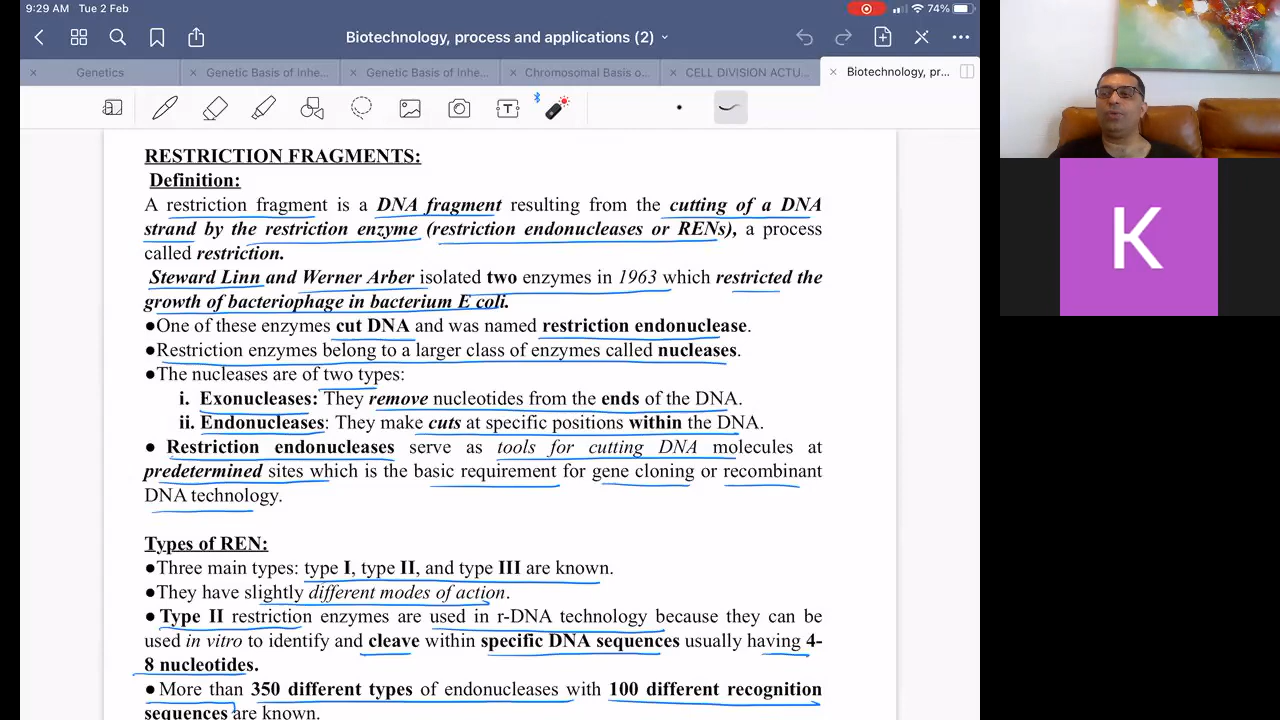 9:29 AM Tue 2 Feb
74%
Biotechnology, process and applications (2)
Genetics
Genetic Basis of Inhe...
Genetic Basis of Inhe...
Chromosomal Basis o...
CELL DIVISION ACTU...
Biotechnology, pr...
T
RESTRICTION FRAGMENTS:
Definition:
A restriction fragment is a DNA fragment resulting from the cutting of a DNA
strand by the restriction enzyme (restriction endonucleases or RENs), a process
called restriction.
Steward Linn and Werner Arber isolated two enzymes in 1963 which restricted the
growth of bacteriophage in bacterium E coli.
●One of these enzymes cut DNA and was named restriction endonuclease.
●Restriction enzymes belong to a larger class of enzymes called nucleases.
●The nucleases are of two types:
i. Exonucleases: They remove nucleotides from the ends of the DNA.
ii. Endonucleases: They make cuts at specific positions within the DNA.
● Restriction endonucleases serve as tools for cutting DNA molecules at
predetermined sites which is the basic requirement for gene cloning or recombinant
DNA technology.
Types of REN:
●Three main types: type I, type II, and type III are known.
●They have slightly different modes of action.
● Type II restriction enzymes are used in r-DNA technology because they can be
used in vitro to identify and cleave within specific DNA sequences usually having 4-
8 nucleotides.
●More than 350 different types of endonucleases with 100 different recognition
sequences are known.
K